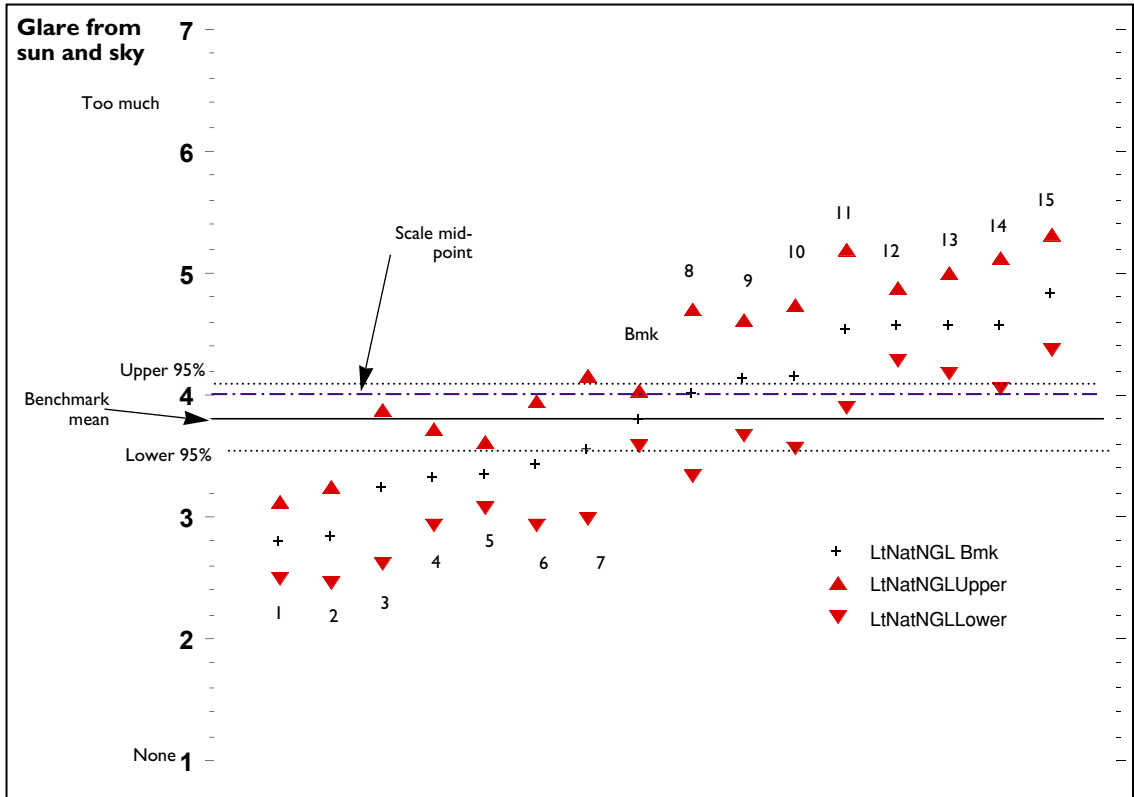 Glare from
sun and sky
7
Too much
6
Scale mid-
point
5
Upper 95%
4
Benchmark
mean
Lower 95%
3
2
None 1
1
2
3
4
5
6
7
Bmk
8
9
10
11
12
13
14
15
LtNatNGL Bmk
LtNatNGLUpper
LtNatNGLLower